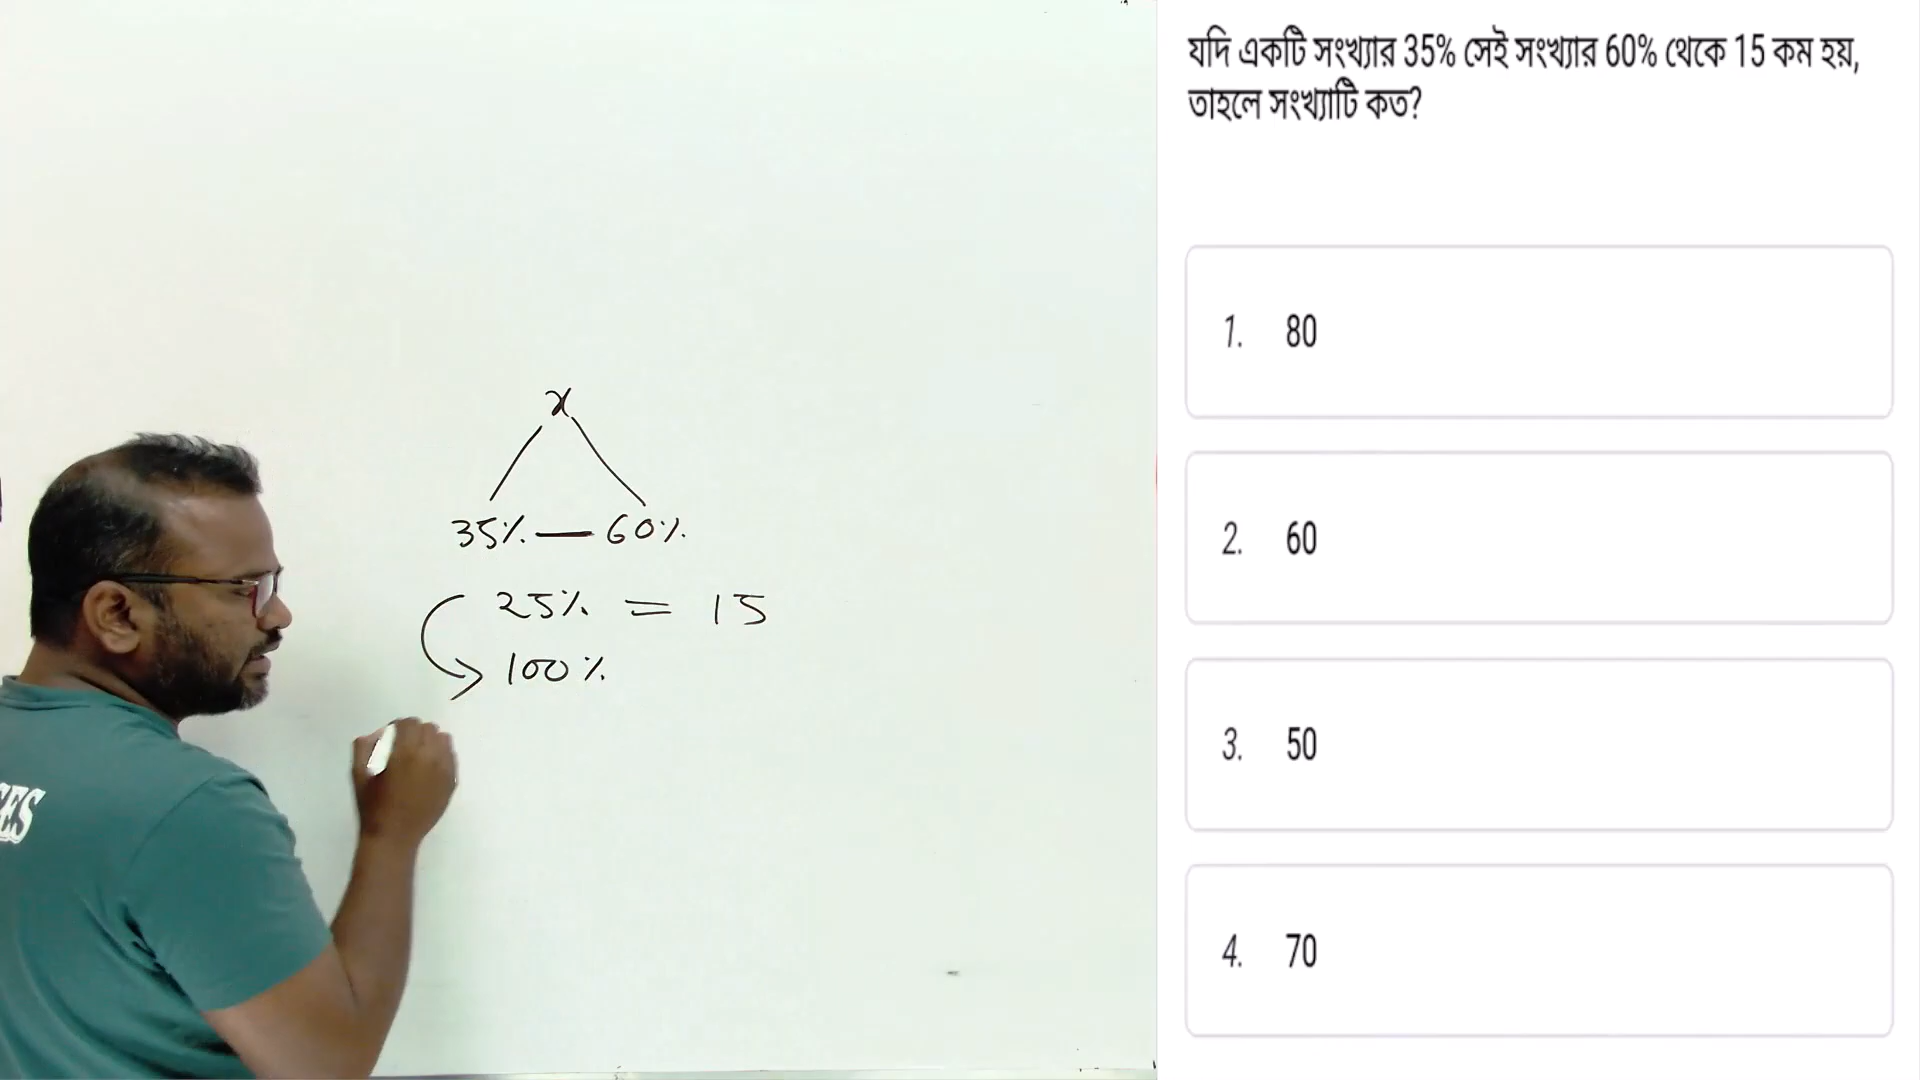 যদি একটি সংখ্যার 35% সেই সংখ্যার 60% থেকে 15 কম হয়,
তাহলে সংখ্যাটি কত?
1. 80
2. 60
3. 50
4. 70
x
35% — 60%
25% = 15
100%